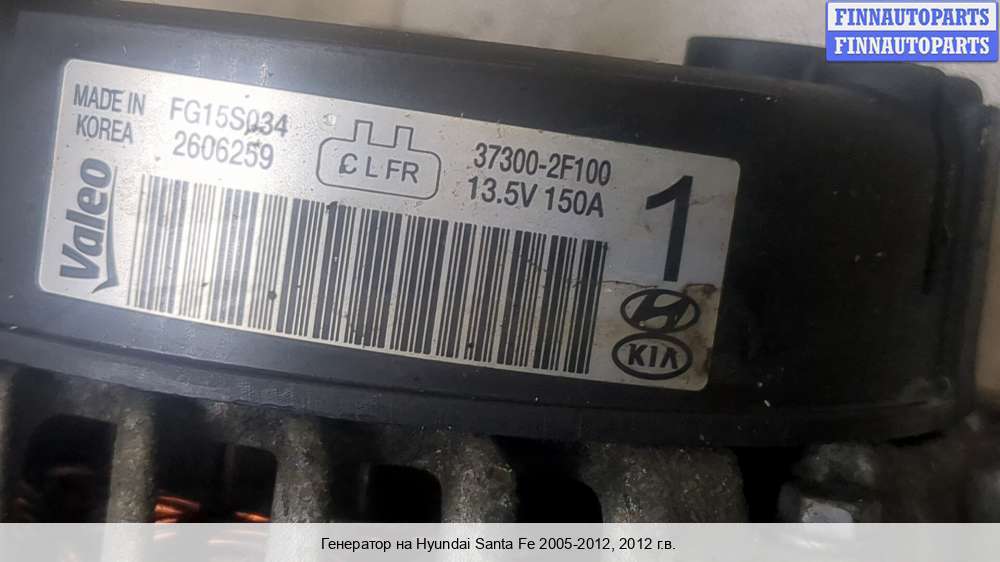 FINNAUTOPARTS
FINNAUTOPARTS
MADE IN
KOREA
FG15S034
2606259
C L FR
37300-2F100
13.5V 150A
1
Valeo
KIA
Генератор на Hyundai Santa Fe 2005-2012, 2012 г.в.